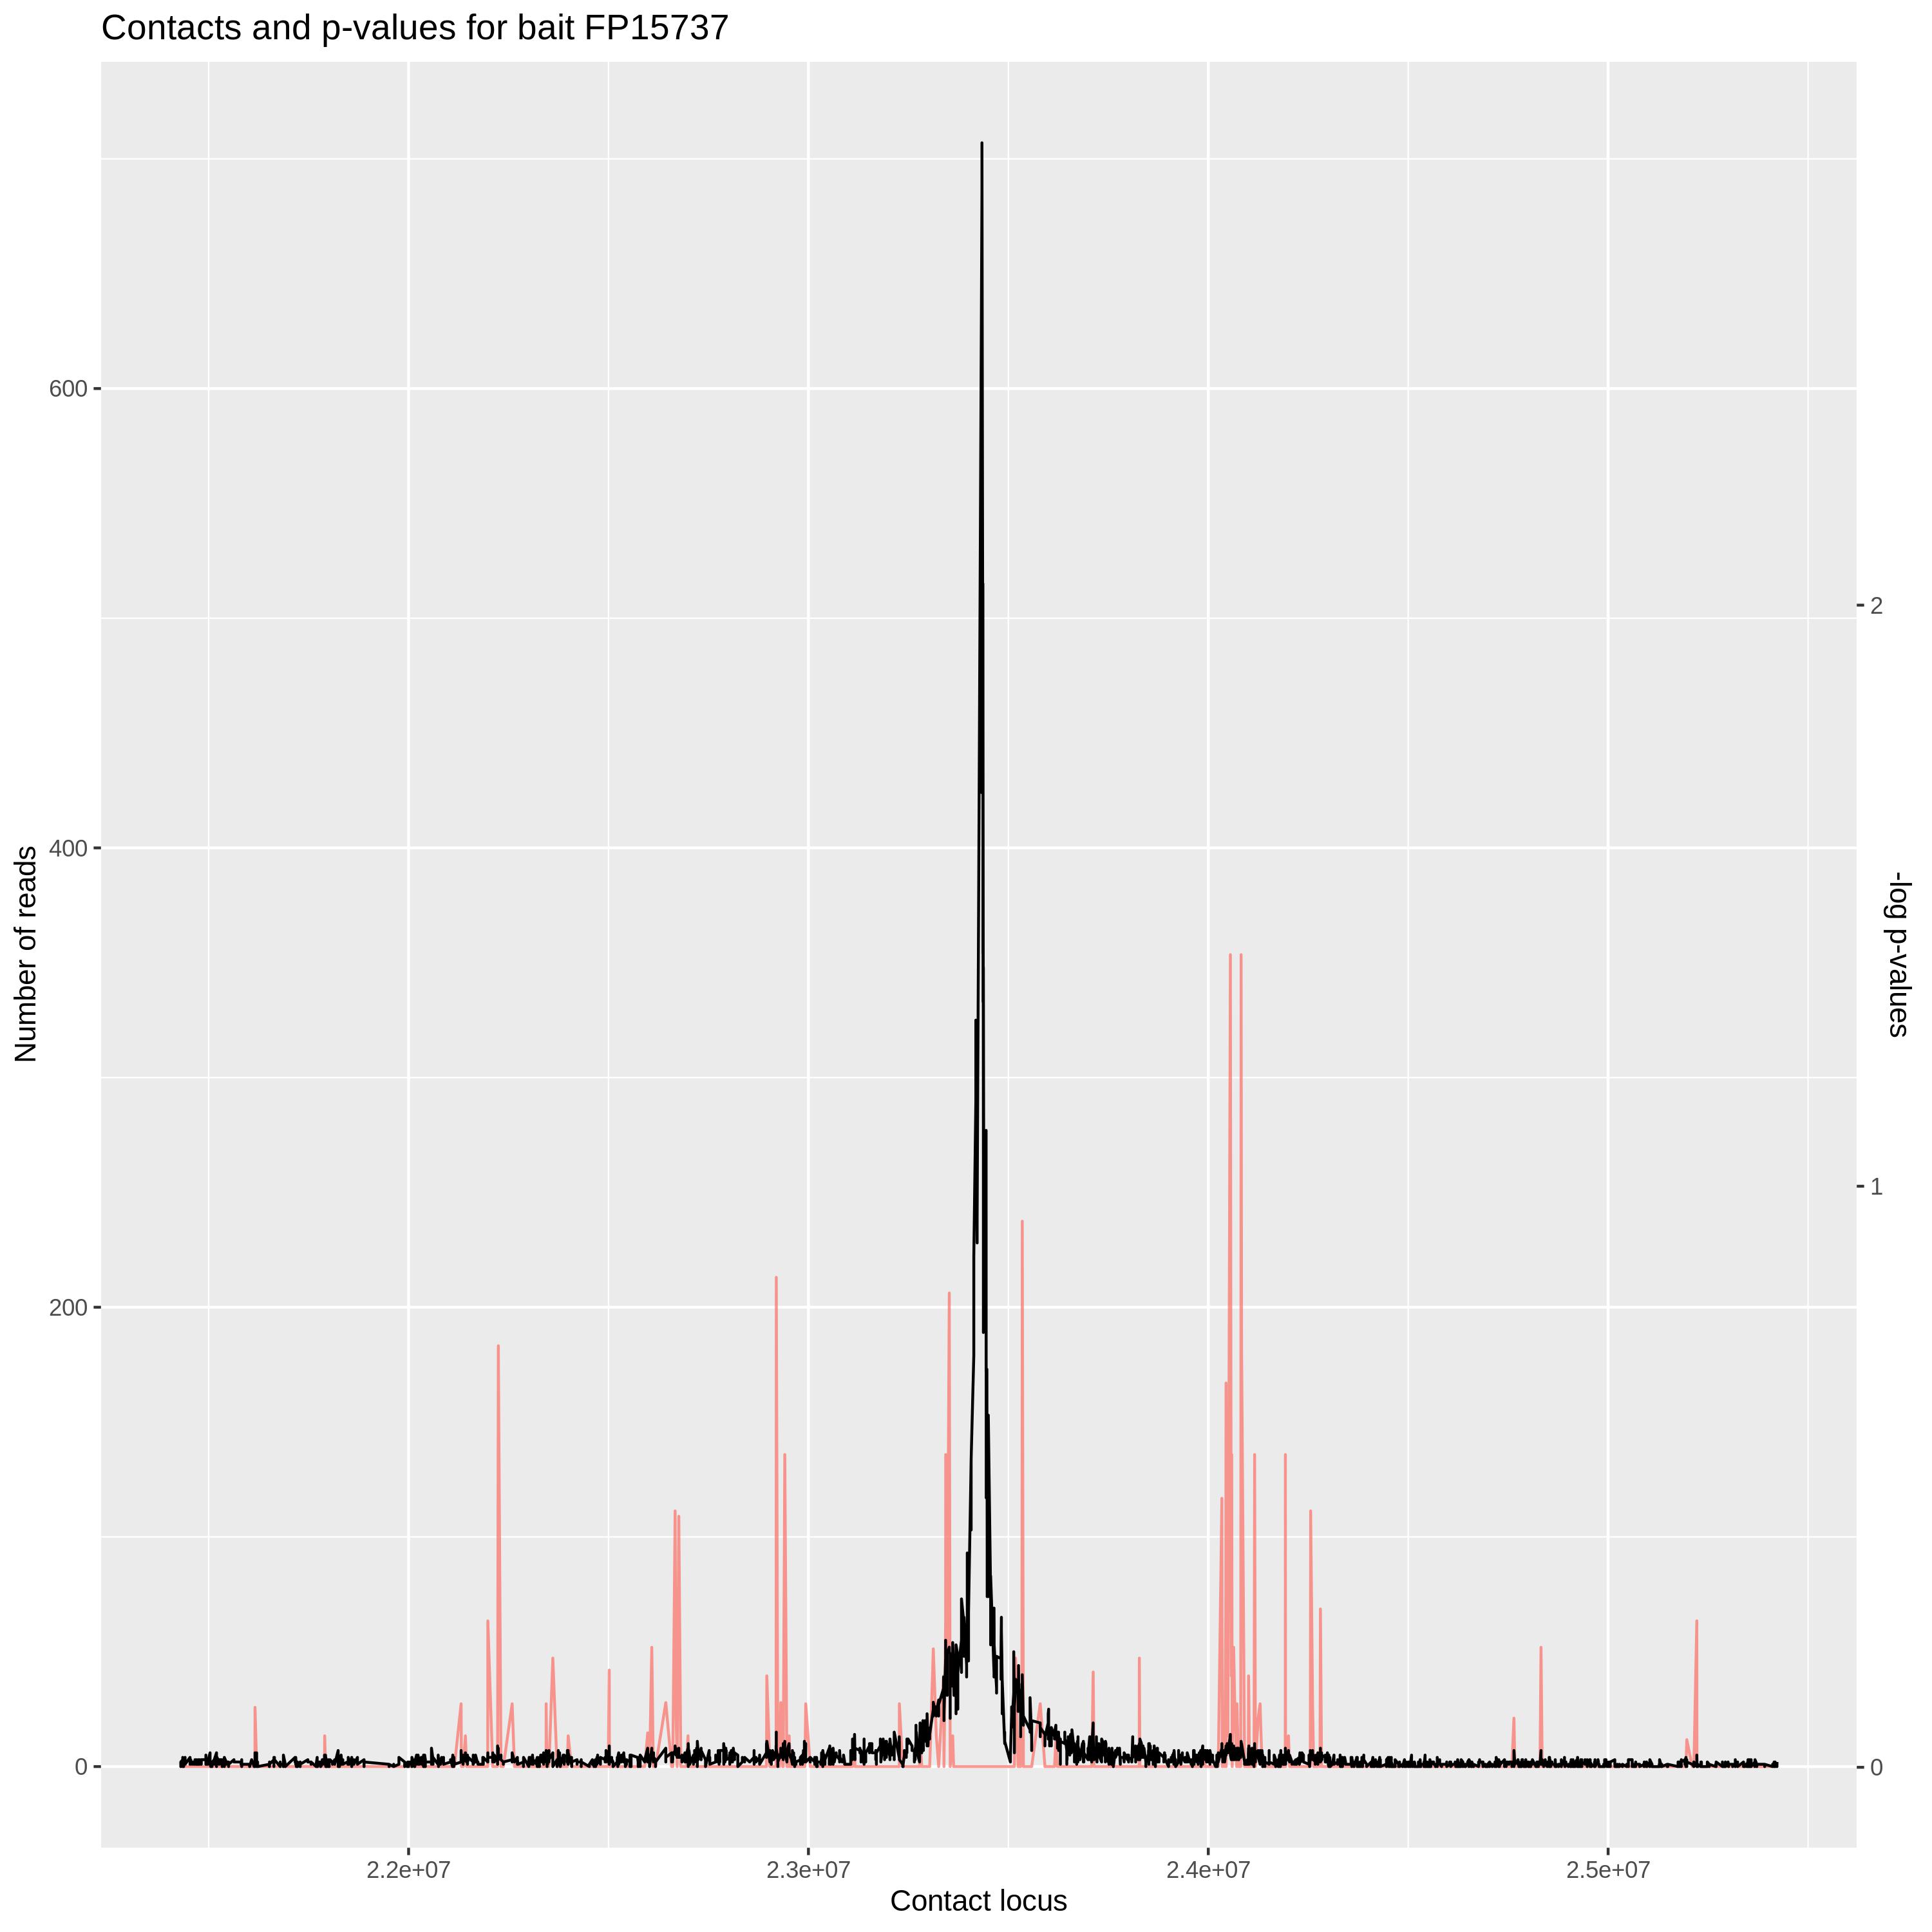 Contacts and p-values for bait FP15737
Number of reads
600
400
200
0
2
1
0
-log p-values
2.2e+07
2.3e+07
2.4e+07
2.5e+07
Contact locus